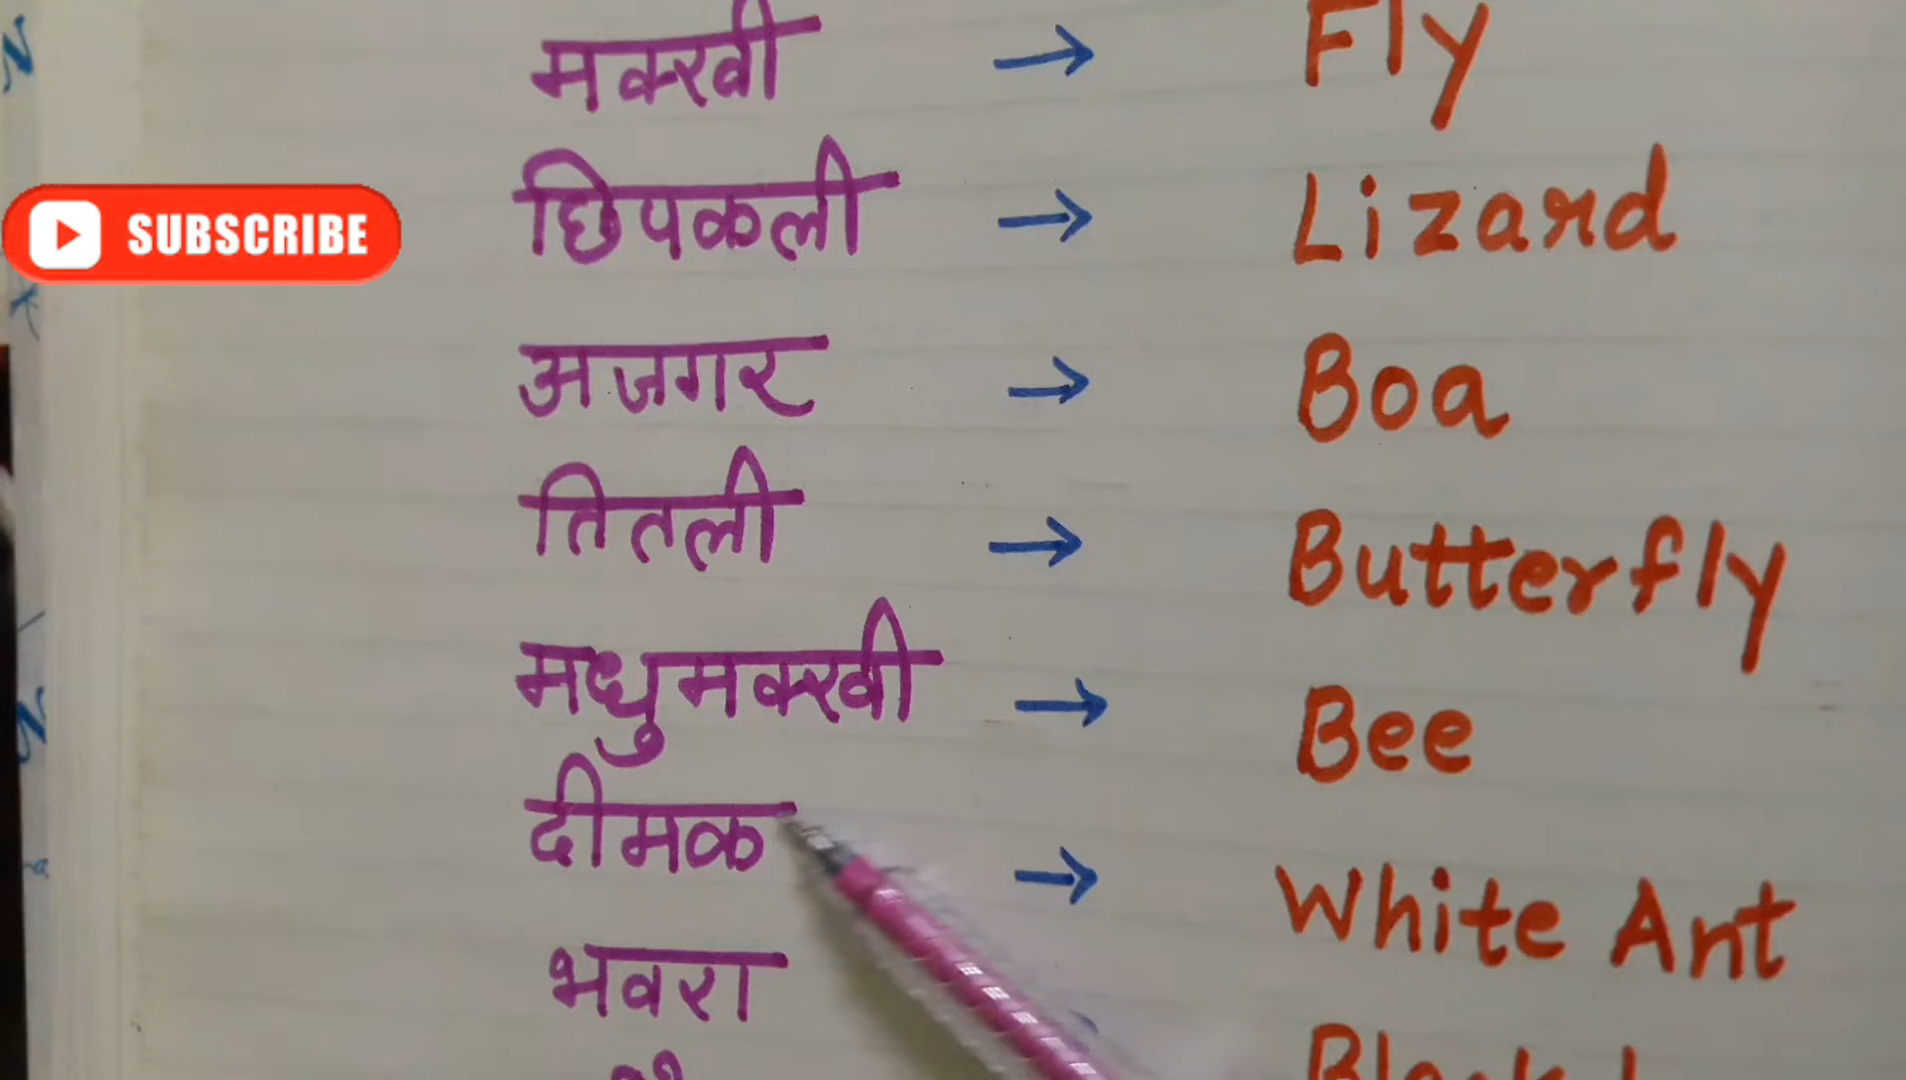 मक्खी → Fly
SUBSCRIBE
छिपकली → Lizard
अजगर → Boa
तितली → Butterfly
मधुमक्खी → Bee
दीमक → White Ant
भवरा